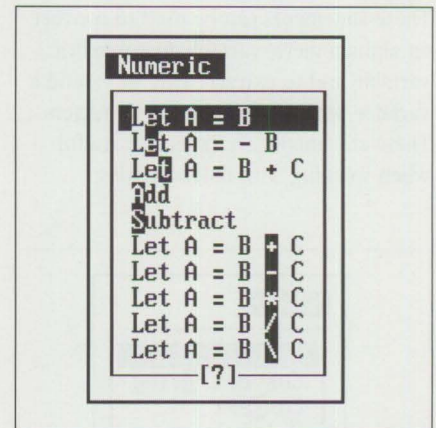 Numeric
Let A = B
Let A = - B
Let A = B + C
Add
Subtract
Let A = B + C
Let A = B - C
Let A = B * C
Let A = B / C
Let A = B \ C
[?]